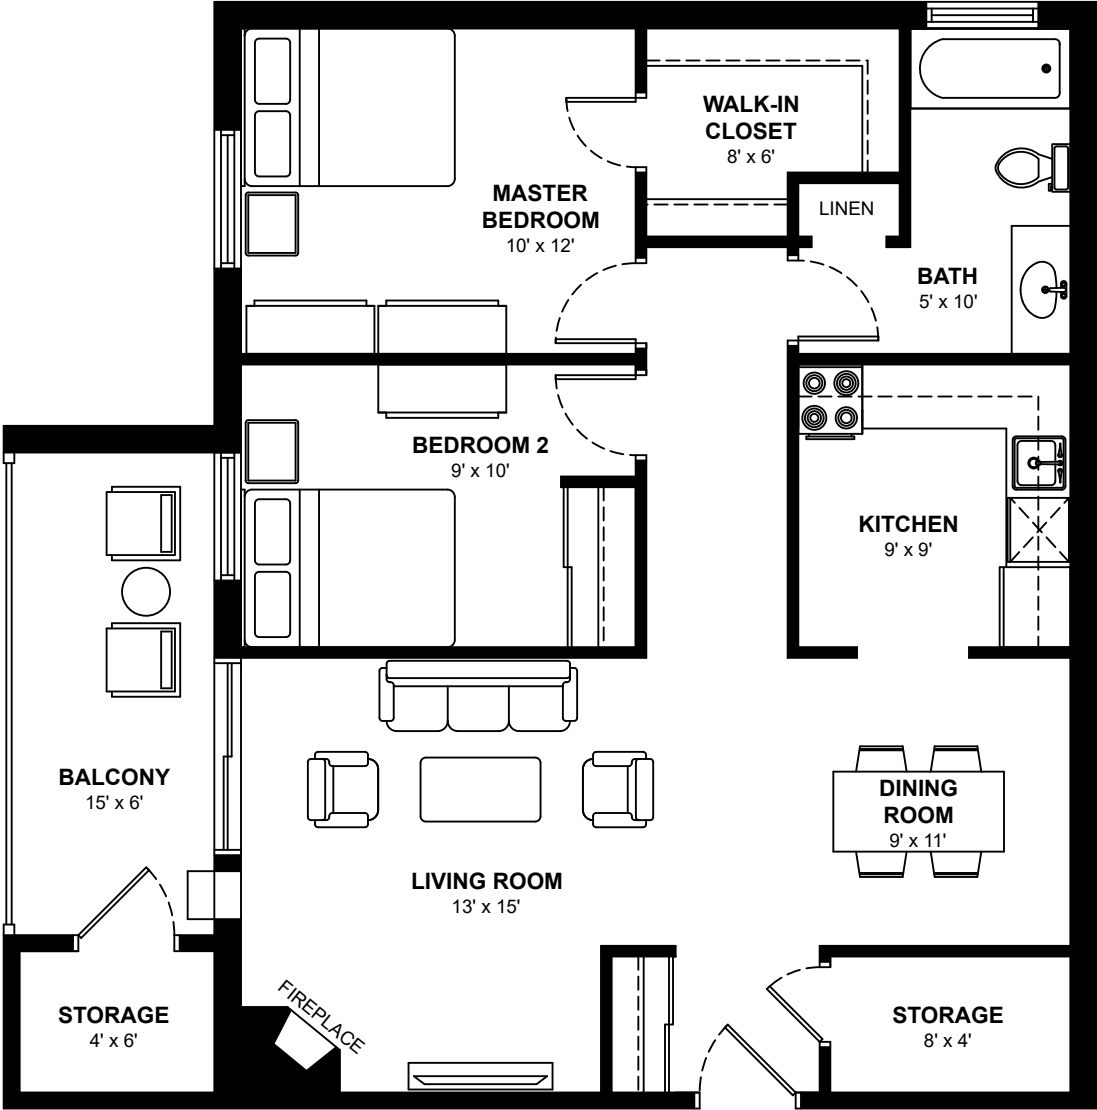 WALK-IN
CLOSET
8' x 6'
MASTER
BEDROOM
10' x 12'
LINEN
BATH
5' x 10'
BEDROOM 2
9' x 10'
KITCHEN
9' x 9'
BALCONY
15' x 6'
DINING
ROOM
9' x 11'
LIVING ROOM
13' x 15'
STORAGE
4' x 6'
FIREPLACE
STORAGE
8' x 4'